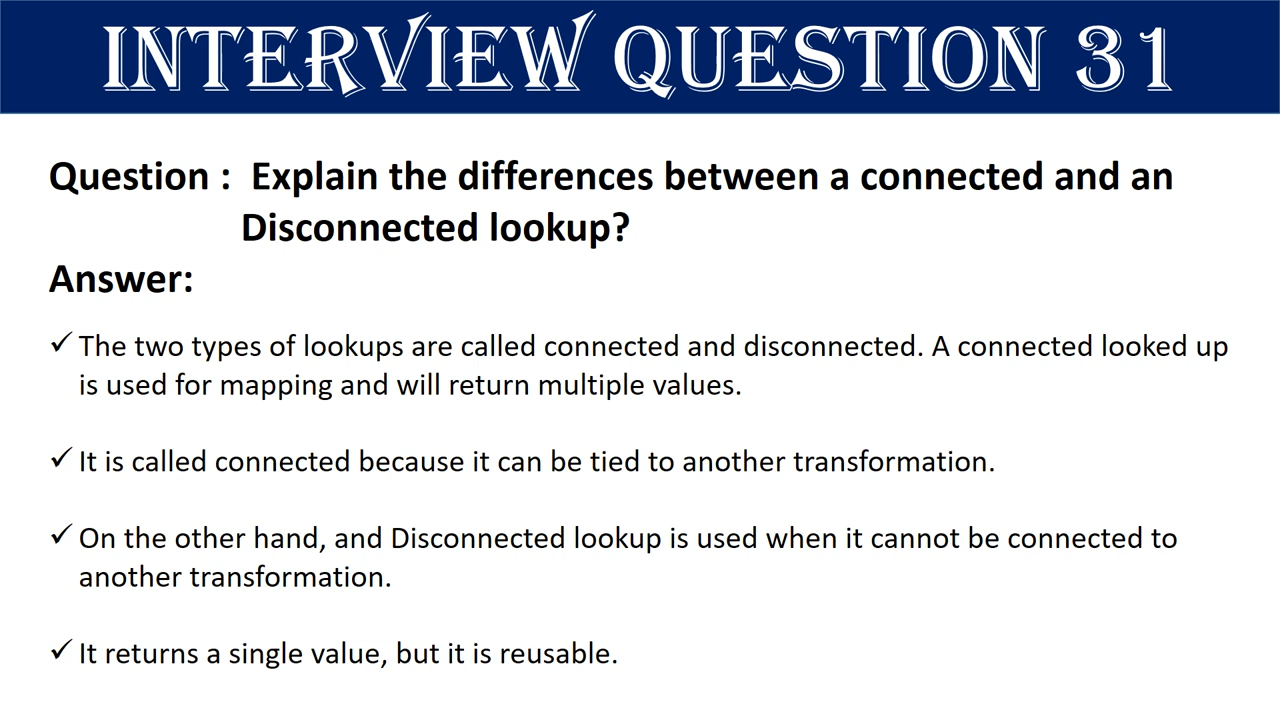 INTERVIEW QUESTION 31
Question : Explain the differences between a connected and an
Disconnected lookup?
Answer:
✓ The two types of lookups are called connected and disconnected. A connected looked up
is used for mapping and will return multiple values.
✓ It is called connected because it can be tied to another transformation.
✓ On the other hand, and Disconnected lookup is used when it cannot be connected to
another transformation.
✓ It returns a single value, but it is reusable.